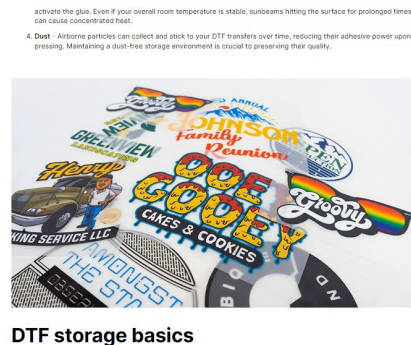 activate the glue. Even if your overall room temperature is stable, sunbeams hitting the surface for prolonged times
can cause concentrated heat.
4. Dust - Airborne particles can collect and stick to your DTF transfers over time, reducing their adhesive power upon
pressing. Maintaining a dust-free storage environment is crucial to preserving their quality.
Groovy
ANNUAL
JOHNSON
Family
Reunion
GREENVIEW
LANDSCAPING
Henry
KING SERVICE LLC
OOE
GOOEY
CAKES & COOKIES
Groovy
AMONGST
THE STA
DTF storage basics